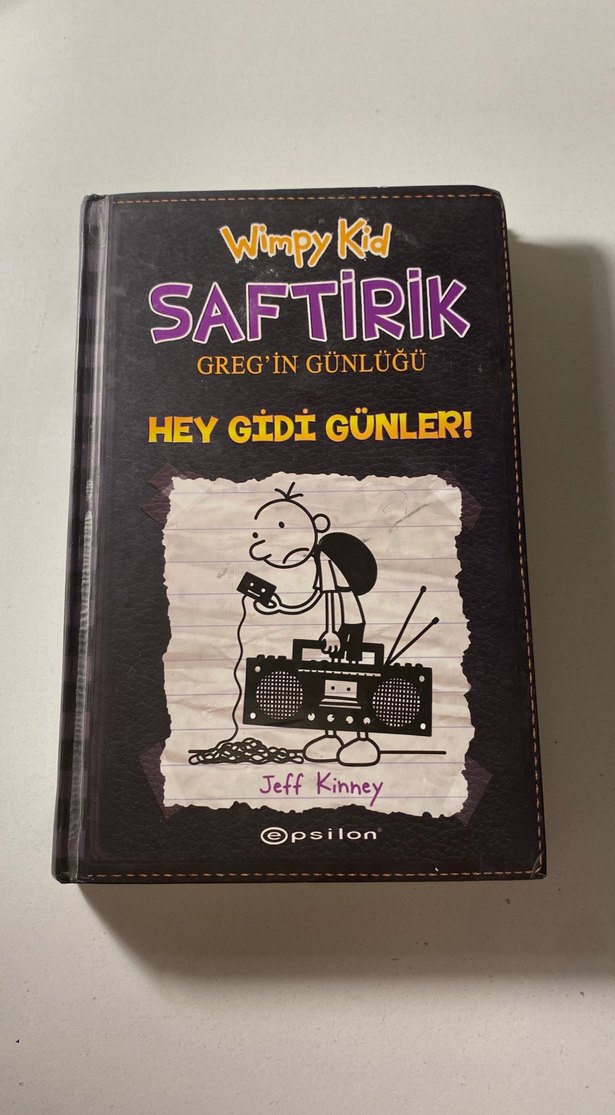 Wimpy Kid
SAFTİRİK
GREG'İN GÜNLÜĞÜ
HEY GİDİ GÜNLER!
Jeff Kinney
epsilon